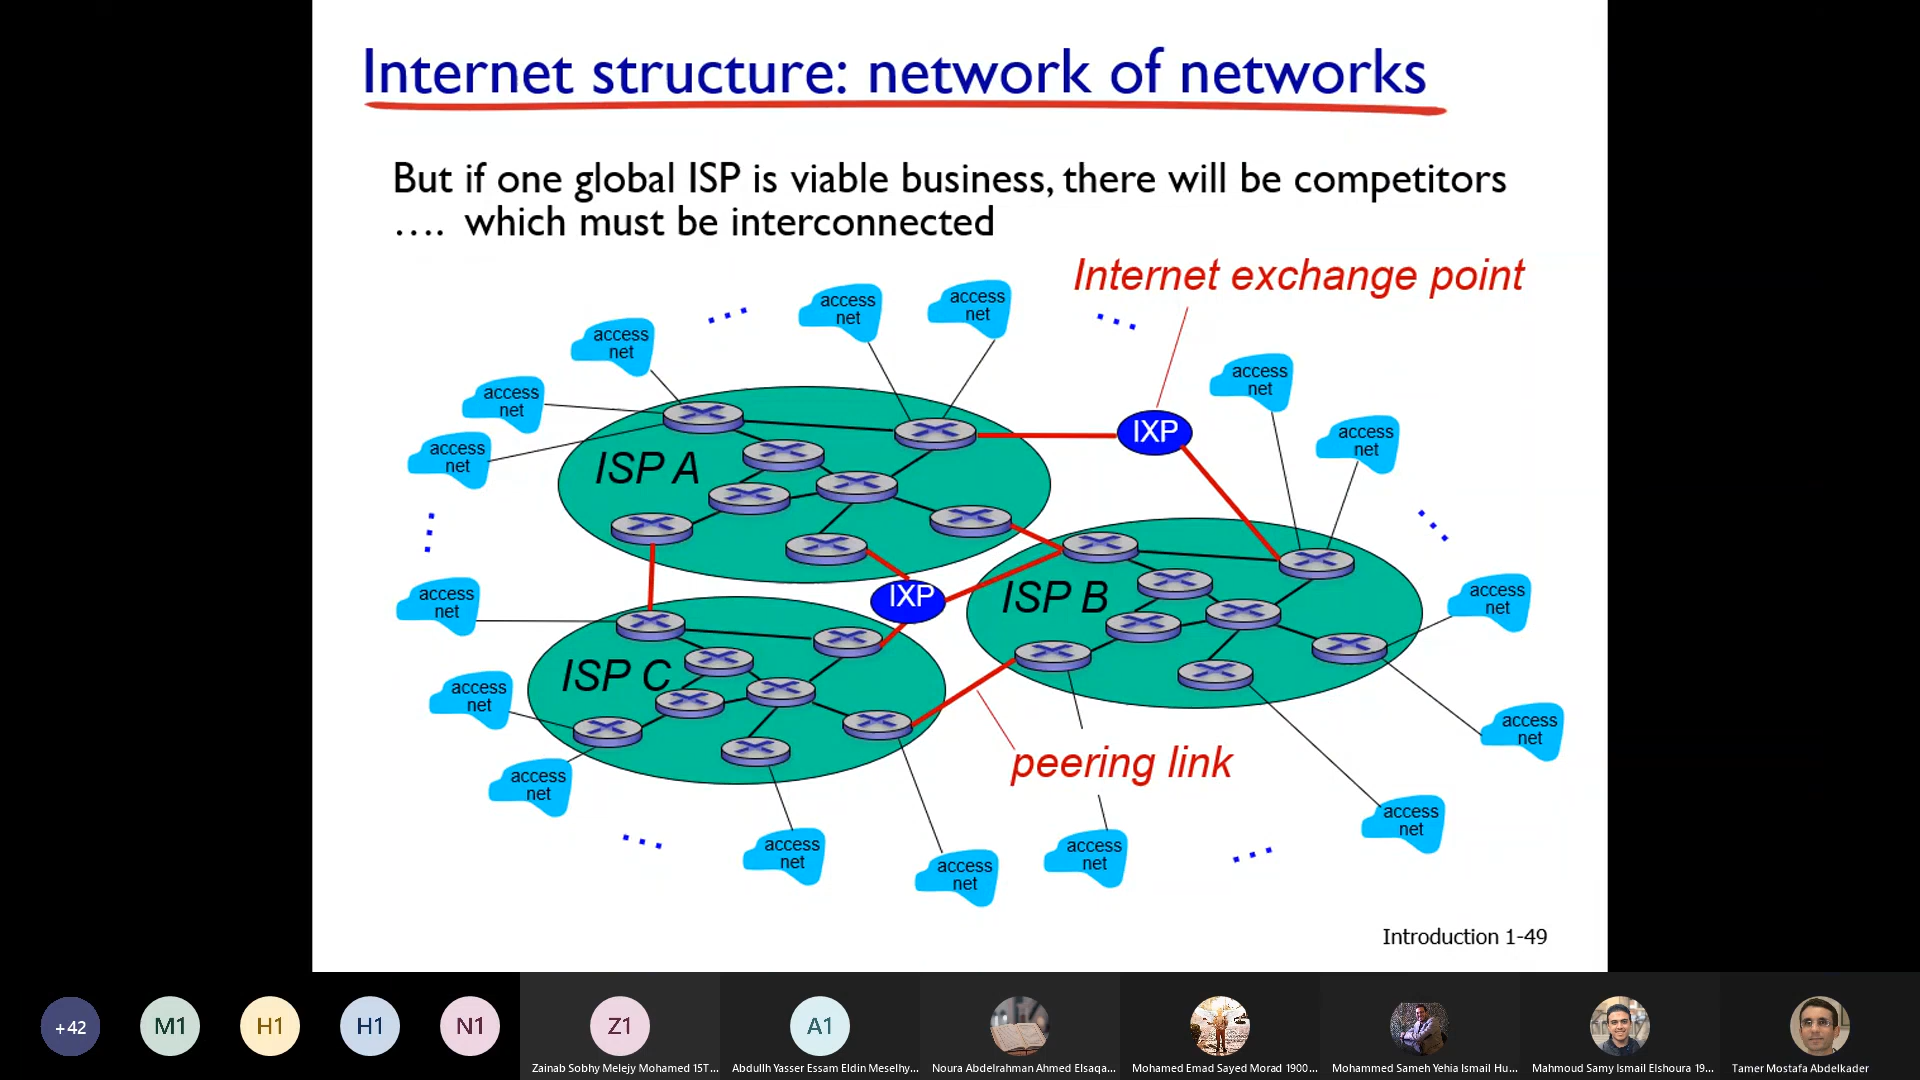 Internet structure: network of networks
But if one global ISP is viable business, there will be competitors
.... which must be interconnected
Internet exchange point
access
net
access
net
access
net
access
net
access
net
access
net
access
net
IXP
ISP A
access
net
IXP
ISP B
access
net
ISP C
access
net
access
net
peering link
access
net
access
net
access
net
access
net
access
net
access
net
Introduction 1-49
+42
M1
H1
H1
N1
Z1
A1
Zainab Sobhy Melejy Mohamed 15T...
Abdullh Yasser Essam Eldin Meselhy...
Noura Abdelrahman Ahmed Elsaqa...
Mohamed Emad Sayed Morad 1900...
Mohammed Sameh Yehia Ismail Hu...
Mahmoud Samy Ismail Elshoura 19...
Tamer Mostafa Abdelkader